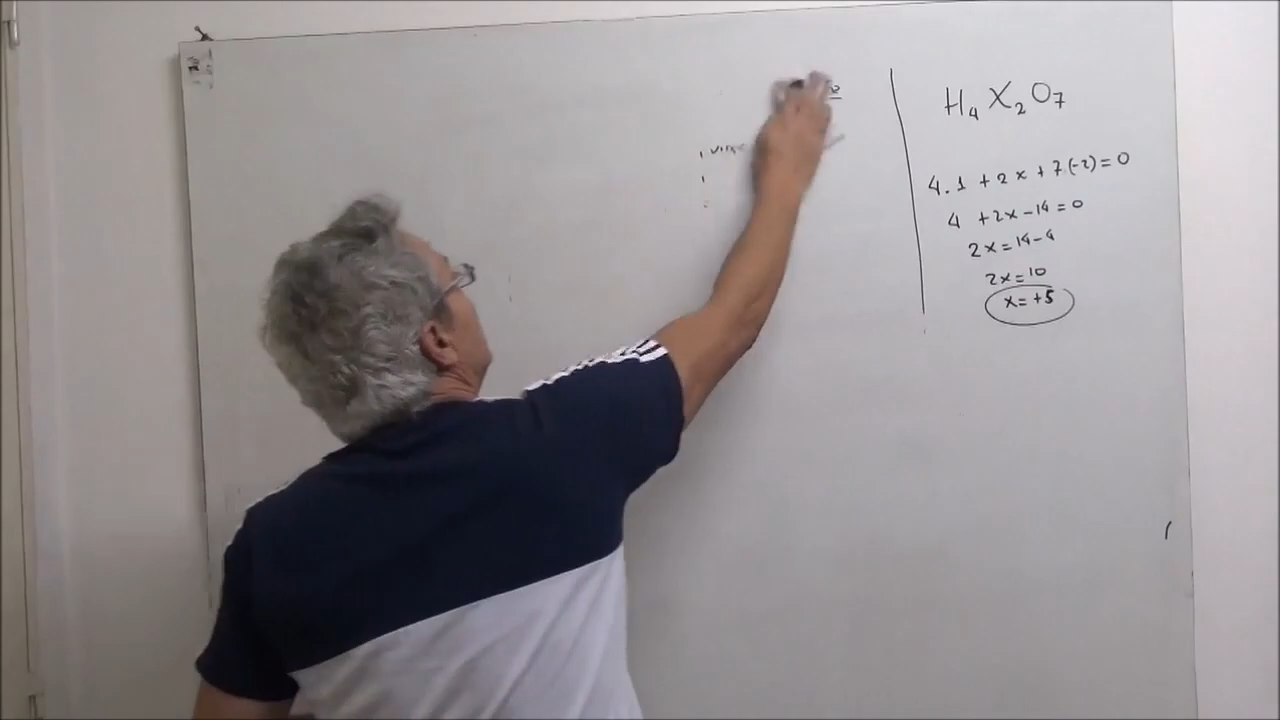 H₄X₂O₇
4.1 + 2x + 7.(-2) = 0
4 + 2x - 14 = 0
2x = 14 - 4
2x = 10
x = +5